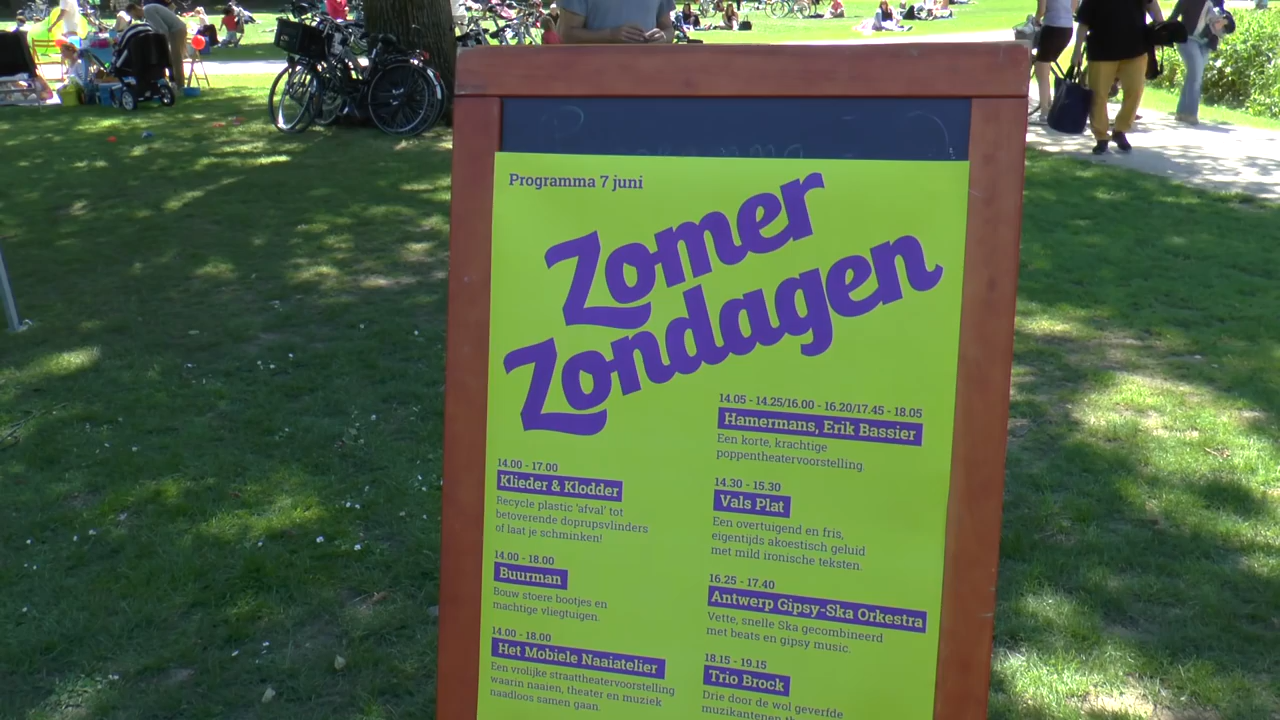 Programma 7 juni
Zomer
Zondagen
14.00 - 17.00
Klieder & Klodder
Recycle plastic 'afval' tot
betoverende doprupsvlinders
of laat je schminken!
14.00 - 18.00
Buurman
Bouw stoere bootjes en
machtige vliegtuigen.
14.00 - 18.00
Het Mobiele Naaiatelier
Een vrolijke straattheatervoorstelling
waarin naaien, theater en muziek
naadloos samen gaan.
14.05 - 14.25/16.00 - 16.20/17.45 - 18.05
Hamermans, Erik Bassier
Een korte, krachtige
poppentheatervoorstelling.
14.30 - 15.30
Vals Plat
Een overtuigend en fris,
eigentijds akoestisch geluid
met mild ironische teksten.
16.25 - 17.40
Antwerp Gipsy-Ska Orkestra
Vette, snelle Ska gecombineerd
met beats en gipsy music.
18.15 - 19.15
Trio Brock
Drie door de wol geverfde
muzikanten